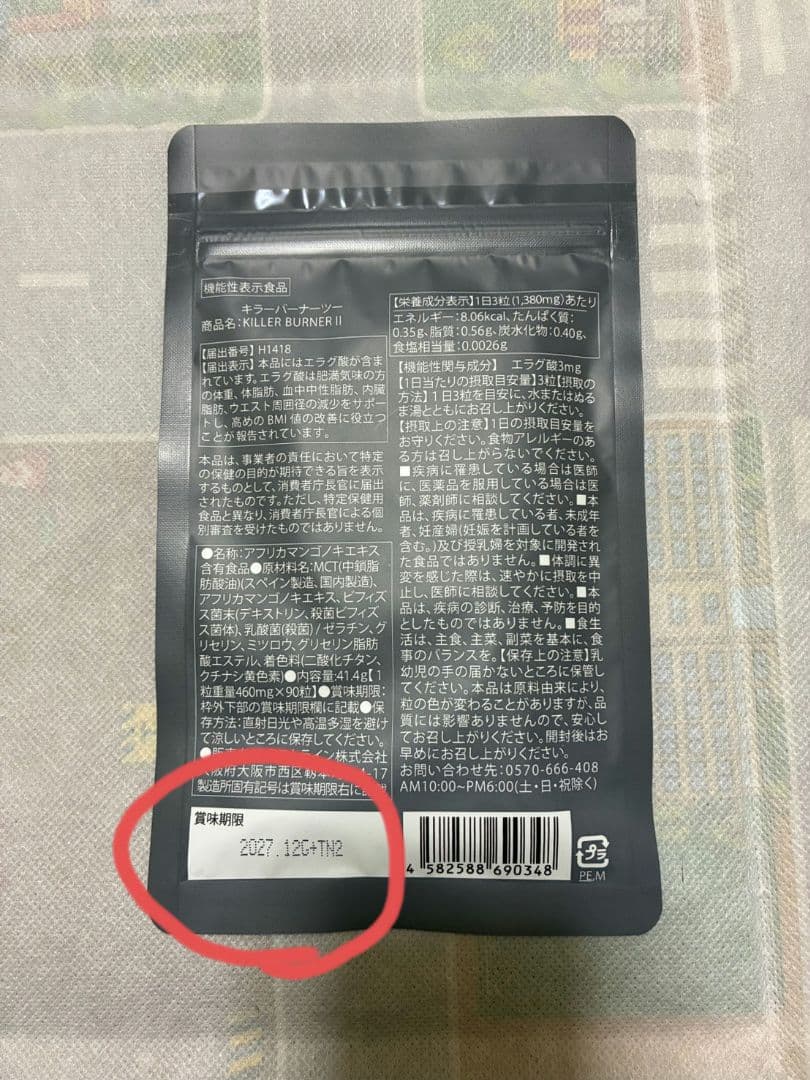 機能性表示食品
キラーバーナーツー
商品名:KILLER BURNERⅡ
【届出番号】H1418
【届出表示】本品にはエラグ酸が含ま
れています。エラグ酸は肥満気味の方
の体重、体脂肪、血中中性脂肪、内臓
脂肪、ウエスト周囲径の減少をサポー
トし、高めのBMI値の改善に役立つ
ことが報告されています。
本品は、事業者の責任において特定
の保健の目的が期待できる旨を表示
するものとして、消費者庁長官に届出
されたものです。ただし、特定保健用
食品と異なり、消費者庁長官による個
別審査を受けたものではありません。
●名称:アフリカマンゴノキエキス
含有食品●原材料名:MCT(中鎖脂
肪酸油)(スペイン製造、国内製造)、
アフリカマンゴノキエキス、ビフィズ
ス菌末(デキストリン、殺菌ビフィズ
ス菌体)、乳酸菌(殺菌)/ゼラチン、グ
リセリン、ミツロウ、グリセリン脂肪
酸エステル、着色料(二酸化チタン、
クチナシ黄色素)●内容量:41.4g【1
粒重量460mg×90粒】●賞味期限:
枠外下部の賞味期限欄に記載●保
存方法:直射日光や高温多湿を避け
て涼しいところに保存してください。
イン株式会社
大阪府大阪市西区靭本
4-17
製造所固有記号は賞味期限右に
賞味期限
2027.12G+TN2
【栄養成分表示】1日3粒(1,380mg)あたり
エネルギー:8.06kcal、たんぱく質:
0.35g、脂質:0.56g、炭水化物:0.40g、
食塩相当量:0.0026g
【機能性関与成分】 エラグ酸3mg
【1日当たりの摂取目安量】3粒【摂取の
方法】1日3粒を目安に、水またはぬる
ま湯とともにお召し上がりください。
【摂取上の注意】1日の摂取目安量を
お守りください。食物アレルギーのあ
る方は召し上がらないでください。
■疾病に罹患している場合は医師
に、医薬品を服用している場合は医
師、薬剤師に相談してください。■本
品は、疾病に罹患している者、未成年
者、妊産婦(妊娠を計画している者を
含む。)及び授乳婦を対象に開発され
た食品ではありません。■体調に異
変を感じた際は、速やかに摂取を中
止し、医師に相談してください。■本
品は、疾病の診断、治療、予防を目的
としたものではありません。■食生
活は、主食、主菜、副菜を基本に、食
事のバランスを。【保存上の注意】乳
幼児の手の届かないところに保管し
てください。本品は原料由来により、
粒の色が変わることがありますが、品
質には影響ありませんので、安心し
てお召し上がりください。開封後はお
早めにお召し上がりください。
お問い合わせ先:0570-666-408
AM10:00~PM6:00(土・日・祝除く)
4 582588 690348
プラ
PE,M